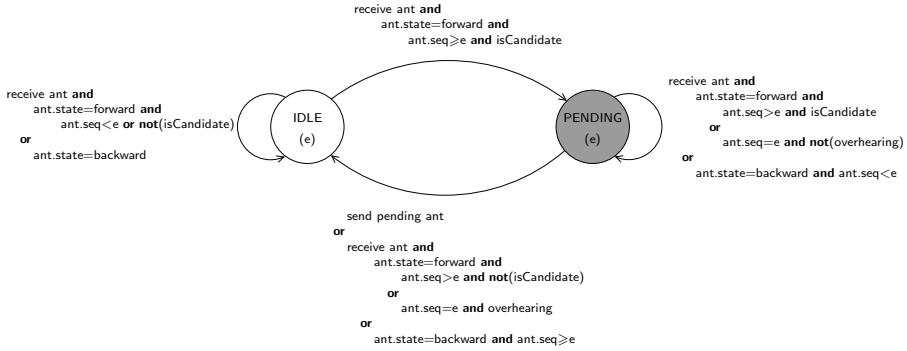 receive ant and
ant.state=forward and
ant.seq⩾e and isCandidate
receive ant and
ant.state=forward and
ant.seq<e or not(isCandidate)
or
ant.state=backward
IDLE
(e)
PENDING
(e)
receive ant and
ant.state=forward and
ant.seq>e and isCandidate
or
ant.seq=e and not(overhearing)
or
ant.state=backward and ant.seq<e
send pending ant
or
receive ant and
ant.state=forward and
ant.seq>e and not(isCandidate)
or
ant.seq=e and overhearing
or
ant.state=backward and ant.seq⩾e